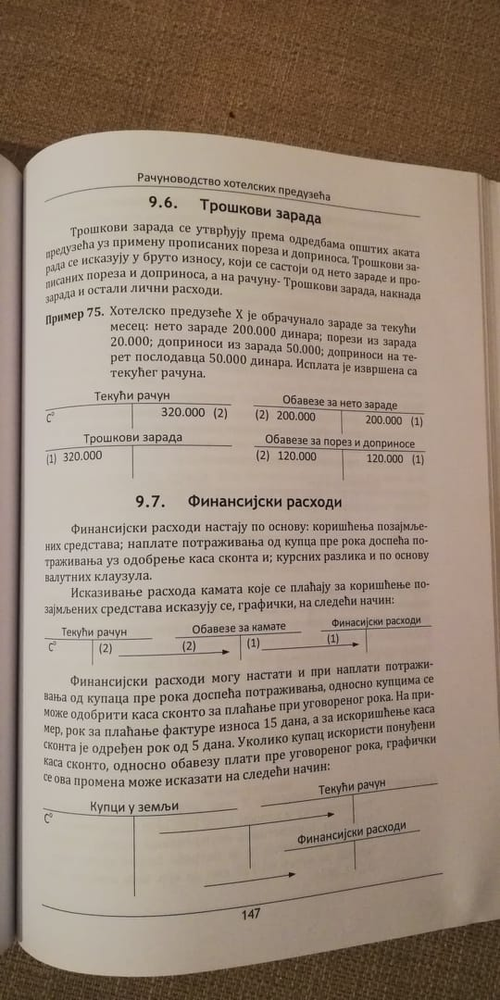 Рачуноводство хотелских предузећа
9.6. Трошкови зарада
Трошкови зарада се утврђују према одредбама општих аката
предузећа уз примену прописаних пореза и доприноса. Трошкови за-
рада се исказују у бруто износу, који се састоји од нето зараде и про-
писаних пореза и доприноса, а на рачуну- Трошкови зарада, накнада
зарада и остали лични расходи.
Пример 75. Хотелско предузеће X је обрачунало зараде за текући
месец: нето зараде 200.000 динара; порези из зарада
20.000; доприноси из зарада 50.000; доприноси на те-
рет послодавца 50.000 динара. Исплата је извршена са
текућег рачуна.
Текући рачун
С⁰ 320.000 (2)
Обавезе за нето зараде
(2) 200.000 200.000 (1)
Трошкови зарада
(1) 320.000
Обавезе за порез и доприносе
(2) 120.000 120.000 (1)
9.7. Финансијски расходи
Финансијски расходи настају по основу: коришћења позајмље-
них средстава; наплате потраживања од купца пре рока доспећа по-
траживања уз одобрење каса сконта и; курсних разлика и по основу
валутних клаузула.
Исказивање расхода камата које се плаћају за коришћење по-
зајмљених средстава исказују се, графички, на следећи начин:
Текући рачун Обавезе за камате Финасијски расходи
С⁰ (2) (2) (1) (1)
Финансијски расходи могу настати и при наплати потражи-
вања од купаца пре рока доспећа потраживања, односно купцима се
може одобрити каса сконто за плаћање при уговореног рока. На при-
мер, рок за плаћање фактуре износа 15 дана, а за искоришћење каса
сконта је одређен рок од 5 дана. Уколико купац искористи понуђени
каса сконто, односно обавезу плати пре уговореног рока, графички
се ова промена може исказати на следећи начин:
Купци у земљи Текући рачун
С⁰
Финансијски расходи
147